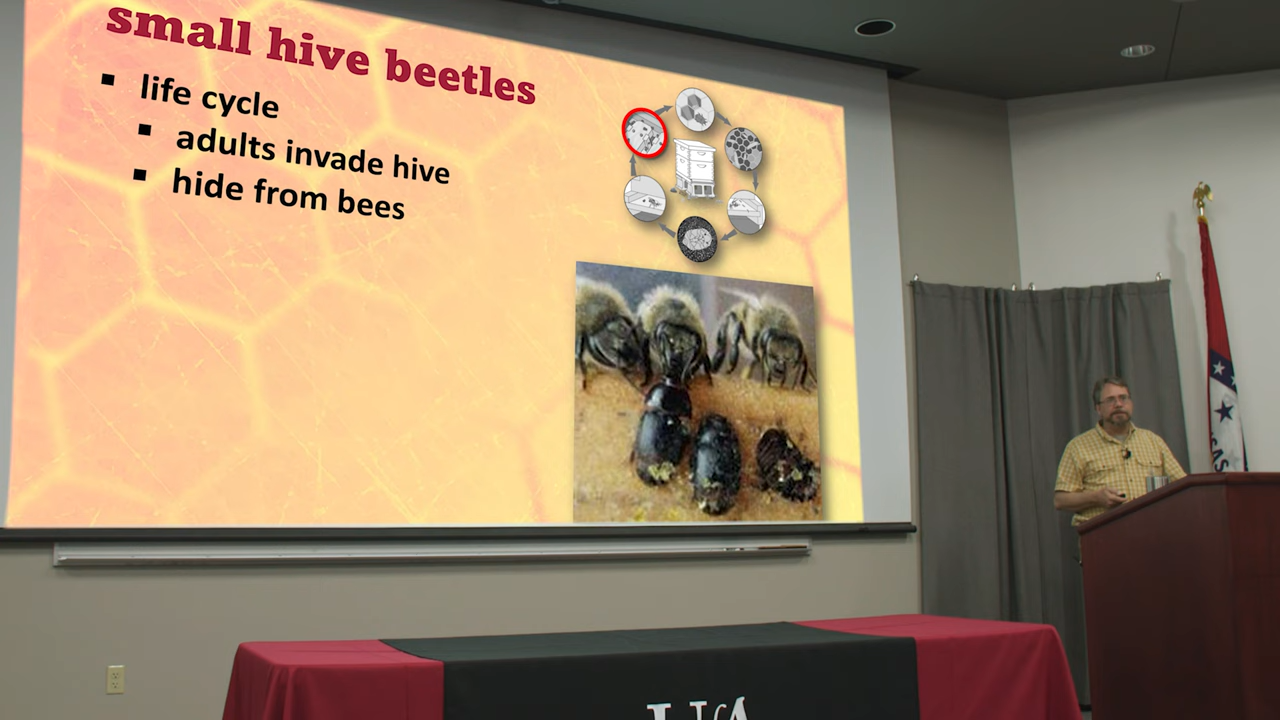 small hive beetles
▪ life cycle
▪ adults invade hive
▪ hide from bees